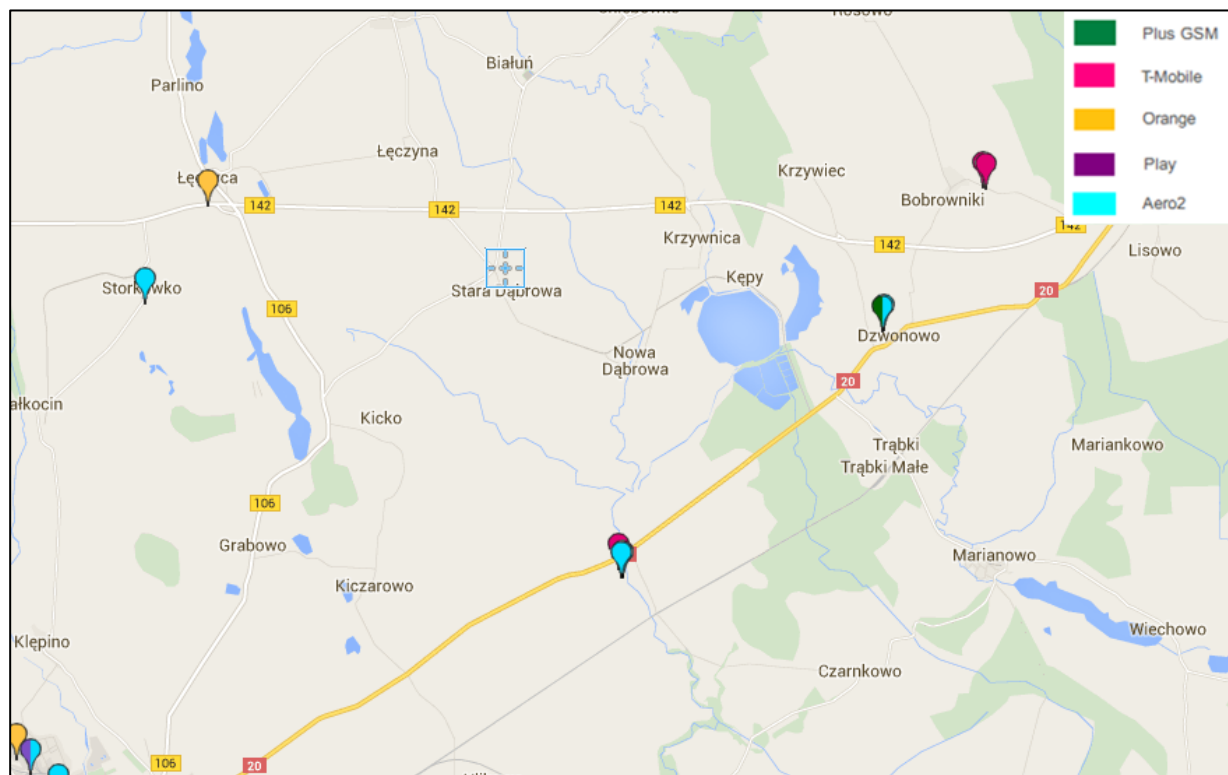 Plus GSM
T-Mobile
Orange
Play
Aero2
Białuń
Parlino
Łęczyna
Krzywiec
Bobrowniki
142
142
142
142
142
Krzywnica
Lisowo
Kępy
Storkówko
Stara Dąbrowa
20
106
Dzwonowo
Nowa
Dąbrowa
20
ałkocin
Kicko
Trąbki
Trąbki Małe
Mariankowo
106
Grabowo
Kiczarowo
Marianowo
Klępino
Wiechowo
Czarnkowo
106
20